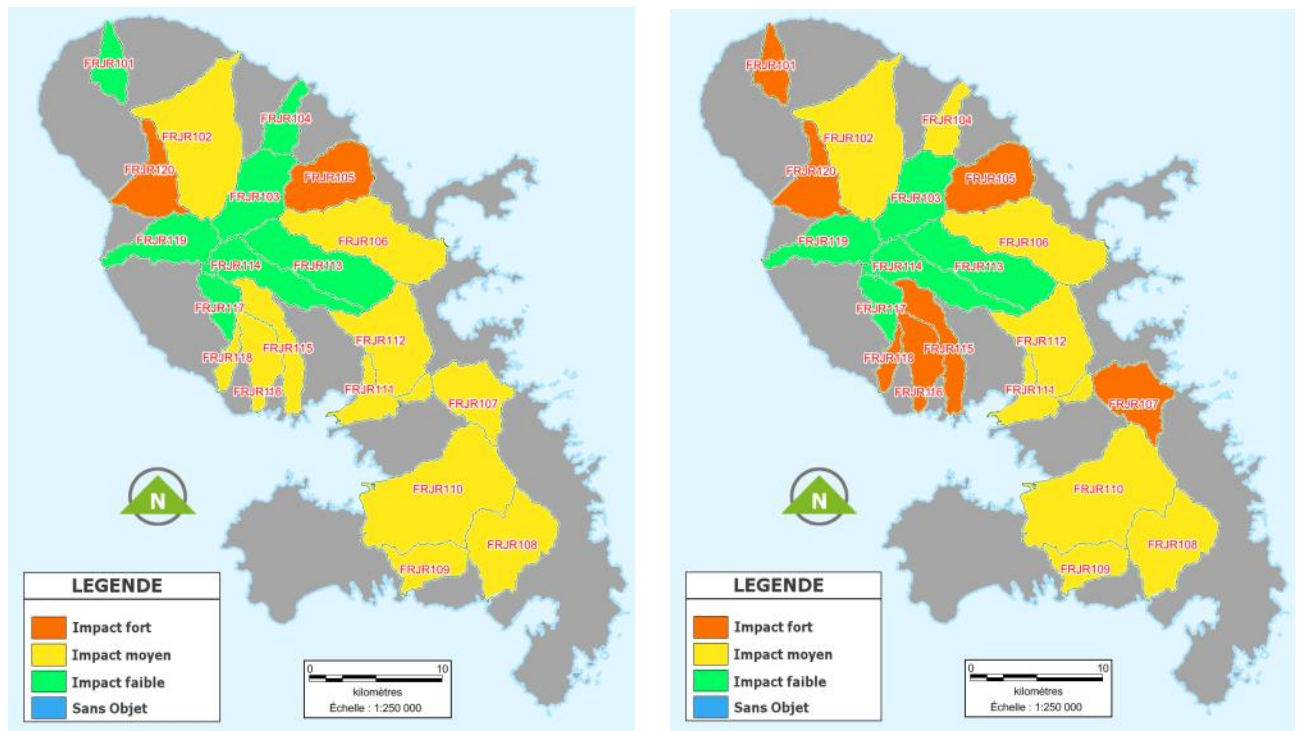 FRJR101
FRJR102
FRJR104
FRJR120
FRJR105
FRJR103
FRJR119
FRJR106
FRJR114
FRJR113
FRJR117
FRJR112
FRJR118
FRJR115
FRJR116
FRJR111
FRJR107
FRJR110
FRJR108
FRJR109
N
LEGENDE
Impact fort
Impact moyen
Impact faible
Sans Objet
0 10
kilomètres
Échelle : 1:250 000
FRJR101
FRJR102
FRJR104
FRJR120
FRJR105
FRJR103
FRJR119
FRJR106
FRJR114
FRJR113
FRJR117
FRJR112
FRJR118
FRJR115
FRJR116
FRJR111
FRJR107
FRJR110
FRJR108
FRJR109
N
LEGENDE
Impact fort
Impact moyen
Impact faible
Sans Objet
0 10
kilomètres
Échelle : 1:250 000